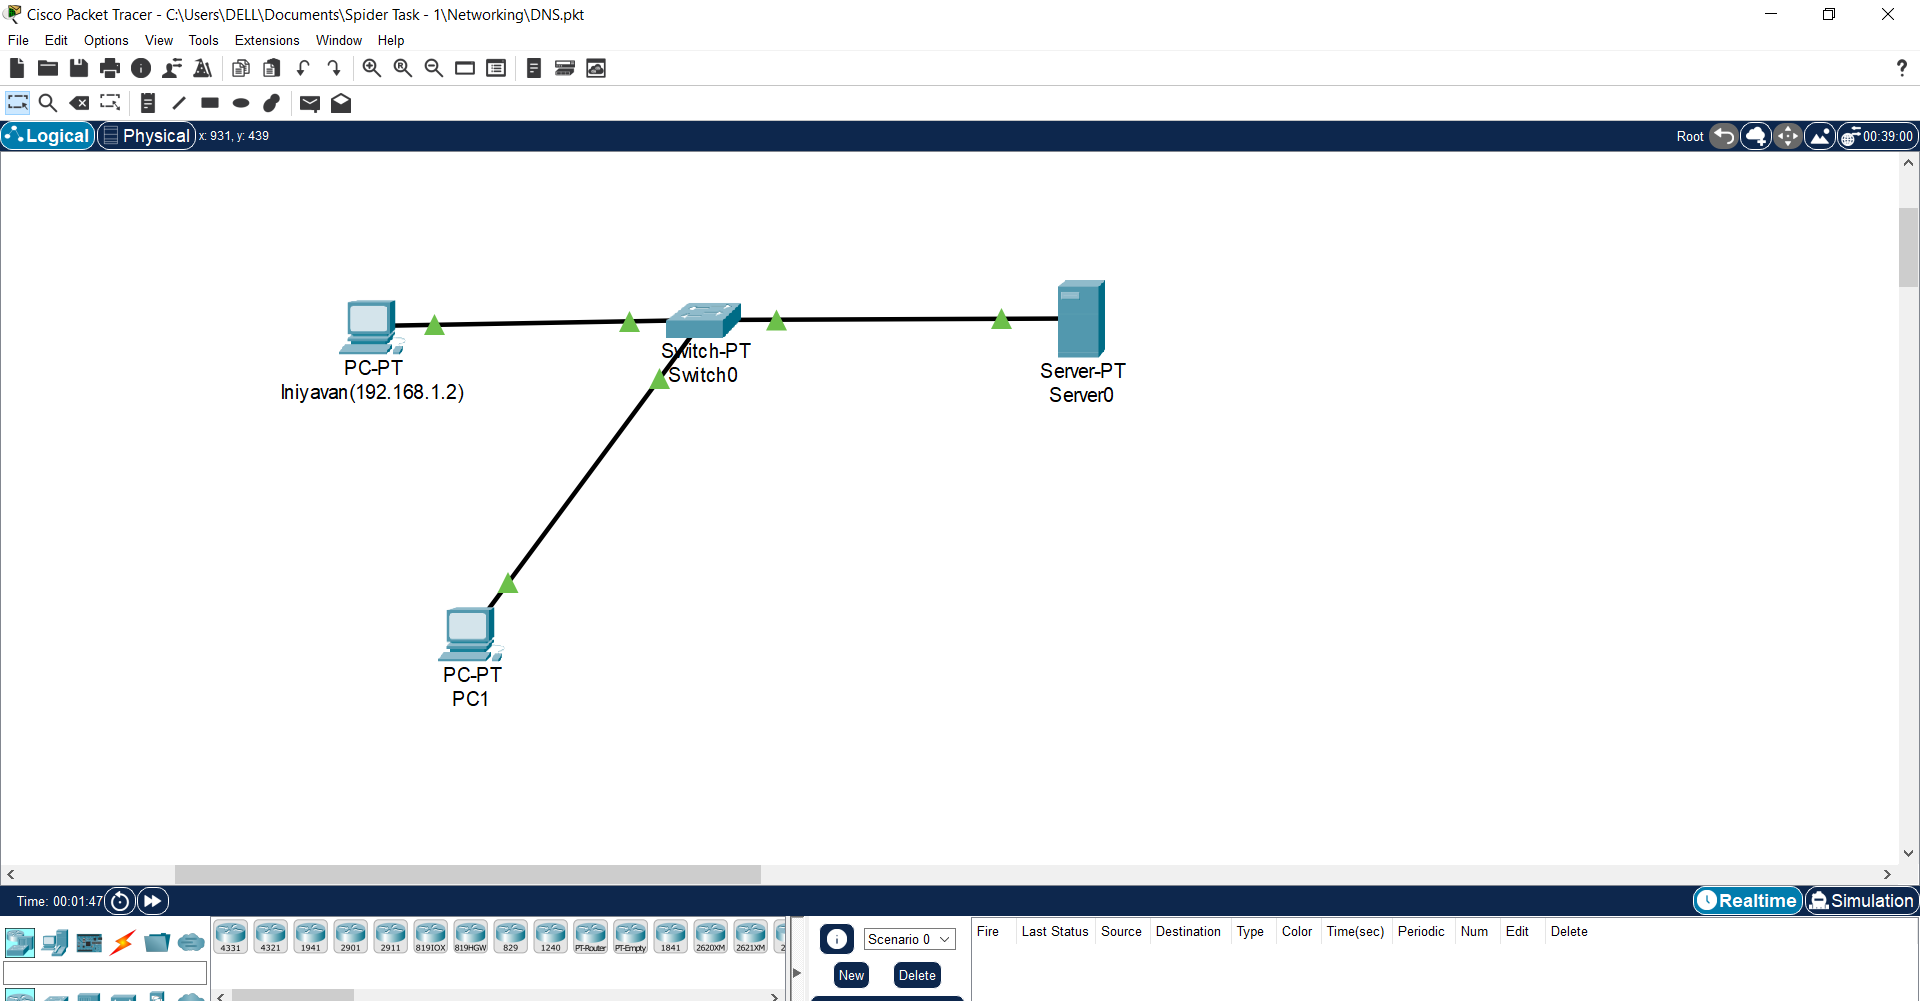 Cisco Packet Tracer - C:\Users\DELL\Documents\Spider Task - 1\Networking\DNS.pkt
File Edit Options View Tools Extensions Window Help
?
Logical Physical x: 931, y: 439 Root 00:39:00
PC-PT
Iniyavan(192.168.1.2)
Switch-PT
Switch0
Server-PT
Server0
PC-PT
PC1
Time: 00:01:47 Realtime Simulation
4331 4321 1941 2901 2911 819IOX 819HGW 829 1240 PT-Router PT-Empty 1841 2620XM 2621XM 2
Scenario 0
New Delete
Fire Last Status Source Destination Type Color Time(sec) Periodic Num Edit Delete